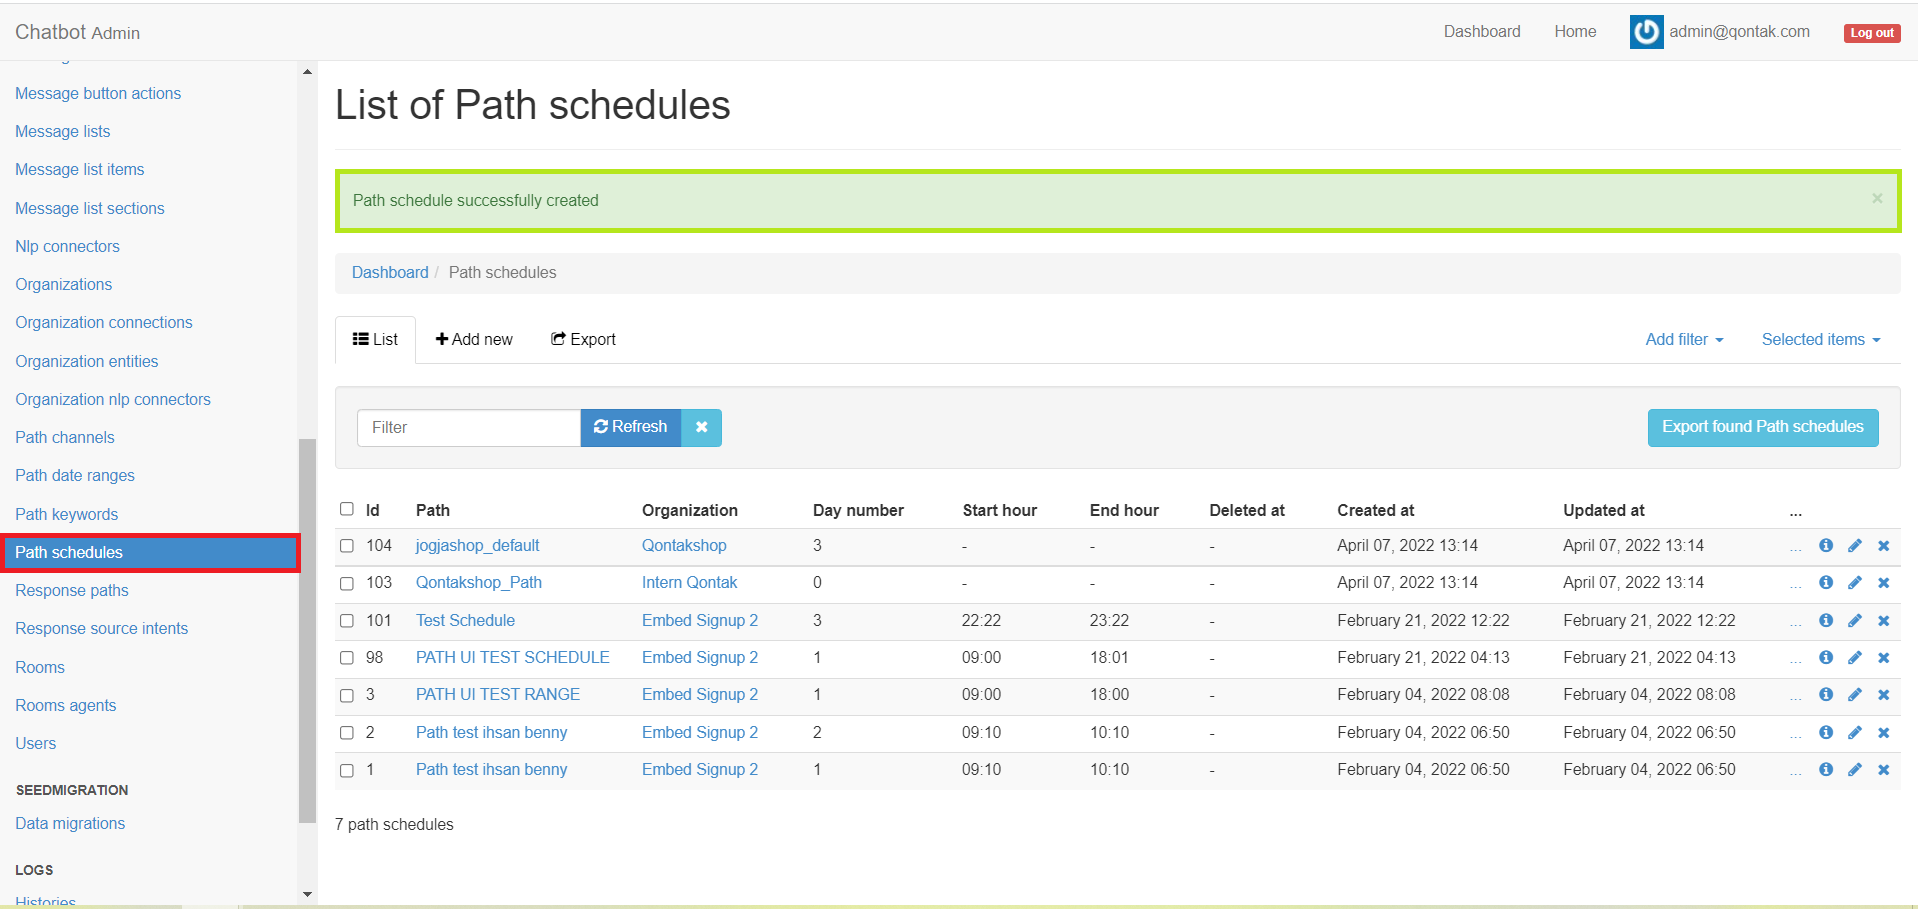 Chatbot Admin
Dashboard Home admin@qontak.com Log out
Message button actions
Message lists
Message list items
Message list sections
Nlp connectors
Organizations
Organization connections
Organization entities
Organization nlp connectors
Path channels
Path date ranges
Path keywords
Path schedules
Response paths
Response source intents
Rooms
Rooms agents
Users
SEEDMIGRATION
Data migrations
LOGS
Histories
List of Path schedules
Path schedule successfully created ×
Dashboard / Path schedules
List Add new Export Add filter Selected items
Filter Refresh Export found Path schedules
Id Path Organization Day number Start hour End hour Deleted at Created at Updated at ...
104 jogjashop_default Qontakshop 3 - - - April 07, 2022 13:14 April 07, 2022 13:14 ...
103 Qontakshop_Path Intern Qontak 0 - - - April 07, 2022 13:14 April 07, 2022 13:14 ...
101 Test Schedule Embed Signup 2 3 22:22 23:22 - February 21, 2022 12:22 February 21, 2022 12:22 ...
98 PATH UI TEST SCHEDULE Embed Signup 2 1 09:00 18:01 - February 21, 2022 04:13 February 21, 2022 04:13 ...
3 PATH UI TEST RANGE Embed Signup 2 1 09:00 18:00 - February 04, 2022 08:08 February 04, 2022 08:08 ...
2 Path test ihsan benny Embed Signup 2 2 09:10 10:10 - February 04, 2022 06:50 February 04, 2022 06:50 ...
1 Path test ihsan benny Embed Signup 2 1 09:10 10:10 - February 04, 2022 06:50 February 04, 2022 06:50 ...
7 path schedules